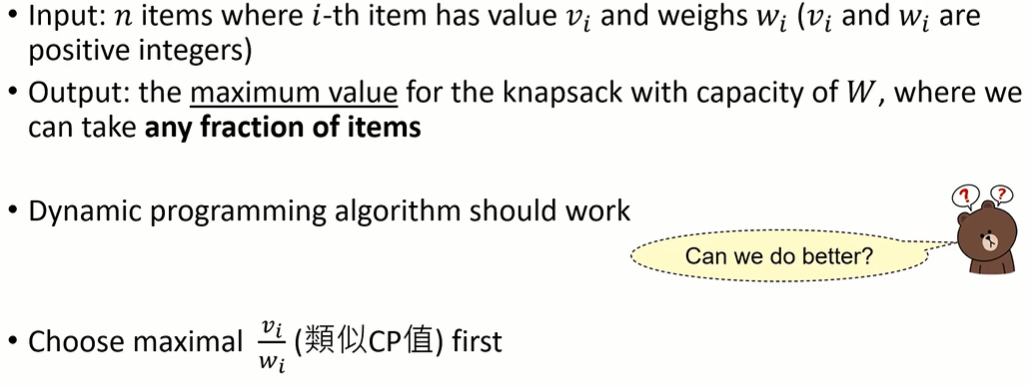 • Input: n items where i-th item has value v_i and weighs w_i (v_i and w_i are
positive integers)
• Output: the maximum value for the knapsack with capacity of W, where we
can take any fraction of items
• Dynamic programming algorithm should work
? ?
Can we do better?
• Choose maximal v_i/w_i (類似CP值) first